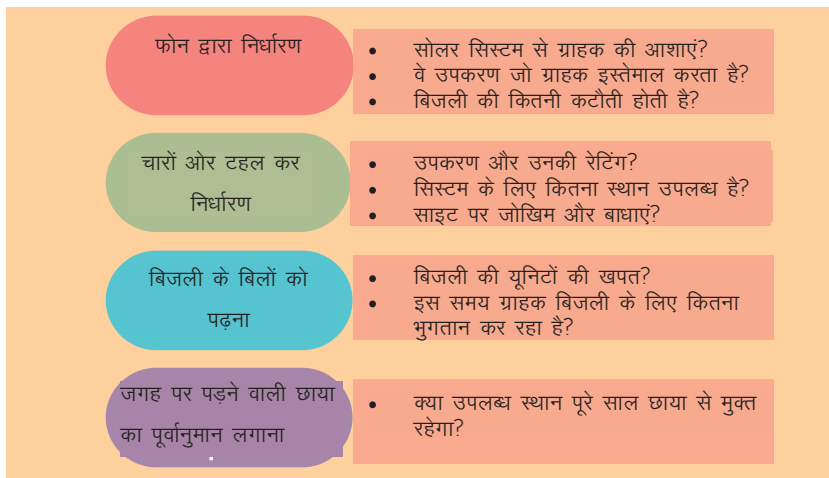 फोन द्वारा निर्धारण
• सोलर सिस्टम से ग्राहक की आशाएं?
• वे उपकरण जो ग्राहक इस्तेमाल करता है?
• बिजली की कितनी कटौती होती है?
चारों ओर टहल कर
निर्धारण
• उपकरण और उनकी रेटिंग?
• सिस्टम के लिए कितना स्थान उपलब्ध है?
• साइट पर जोखिम और बाधाएं?
बिजली के बिलों को
पढ़ना
• बिजली की यूनिटों की खपत?
• इस समय ग्राहक बिजली के लिए कितना
भुगतान कर रहा है?
जगह पर पड़ने वाली छाया
का पूर्वानुमान लगाना
.
• क्या उपलब्ध स्थान पूरे साल छाया से मुक्त
रहेगा?